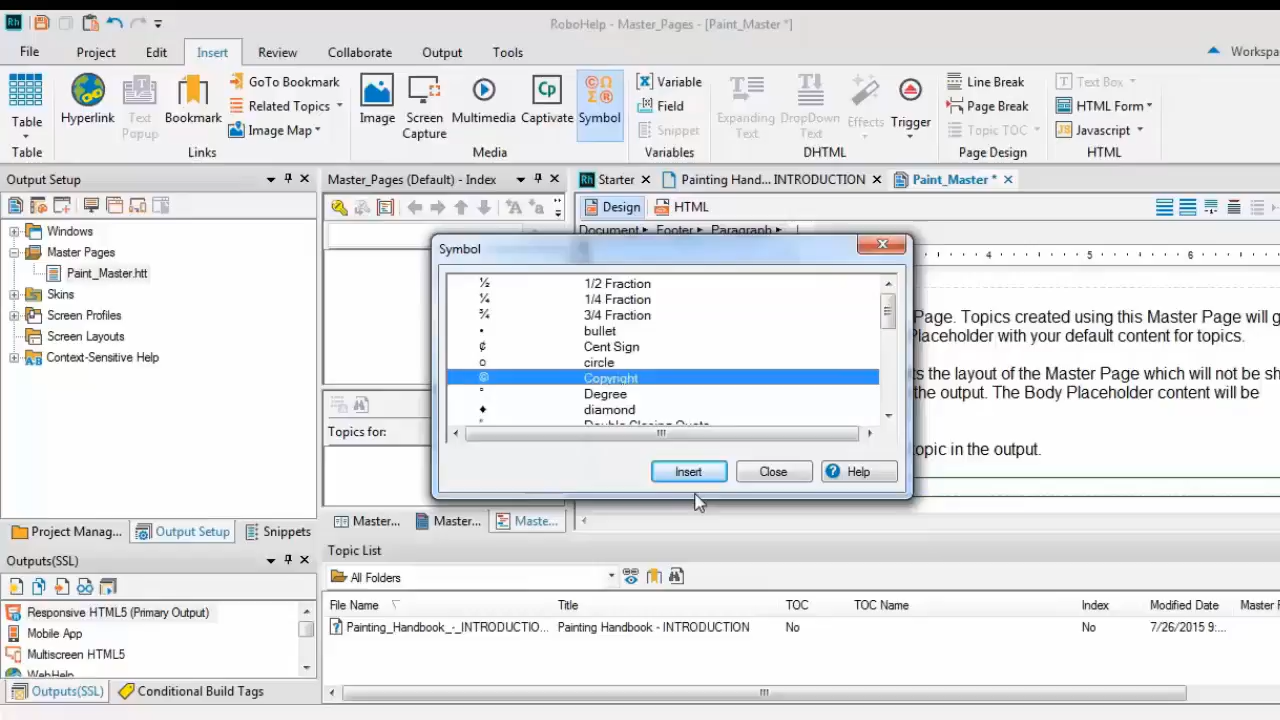 RoboHelp - Master_Pages - [Paint_Master *]
File Project Edit Insert Review Collaborate Output Tools
Table Table
Hyperlink Text Popup Bookmark GoTo Bookmark Related Topics Image Map Links
Image Screen Capture Multimedia Captivate Symbol Media
Variable Field Snippet Variables
Expanding Text DropDown Text Effects Trigger DHTML
Line Break Page Break Topic TOC Page Design
Text Box HTML Form Javascript HTML
Output Setup
Windows
Master Pages
Paint_Master.htt
Skins
Screen Profiles
Screen Layouts
Context-Sensitive Help
Project Manag... Output Setup Snippets
Outputs(SSL)
Responsive HTML5 (Primary Output)
Mobile App
Multiscreen HTML5
WebHelp
Outputs(SSL) Conditional Build Tags
Master_Pages (Default) - Index
Topics for:
Master... Master... Maste...
Starter Painting Hand... INTRODUCTION Paint_Master *
Design HTML
Document Footer Paragraph
4 5 6
Page. Topics created using this Master Page will g
laceholder with your default content for topics.
s the layout of the Master Page which will not be sh
the output. The Body Placeholder content will be
opic in the output.
Symbol
½ 1/2 Fraction
¼ 1/4 Fraction
¾ 3/4 Fraction
• bullet
¢ Cent Sign
o circle
© Copyright
° Degree
♦ diamond
" Double Closing Quote
Insert Close Help
Topic List
All Folders
File Name Title TOC TOC Name Index Modified Date Master
Painting_Handbook_-_INTRODUCTIO... Painting Handbook - INTRODUCTION No No 7/26/2015 9:...